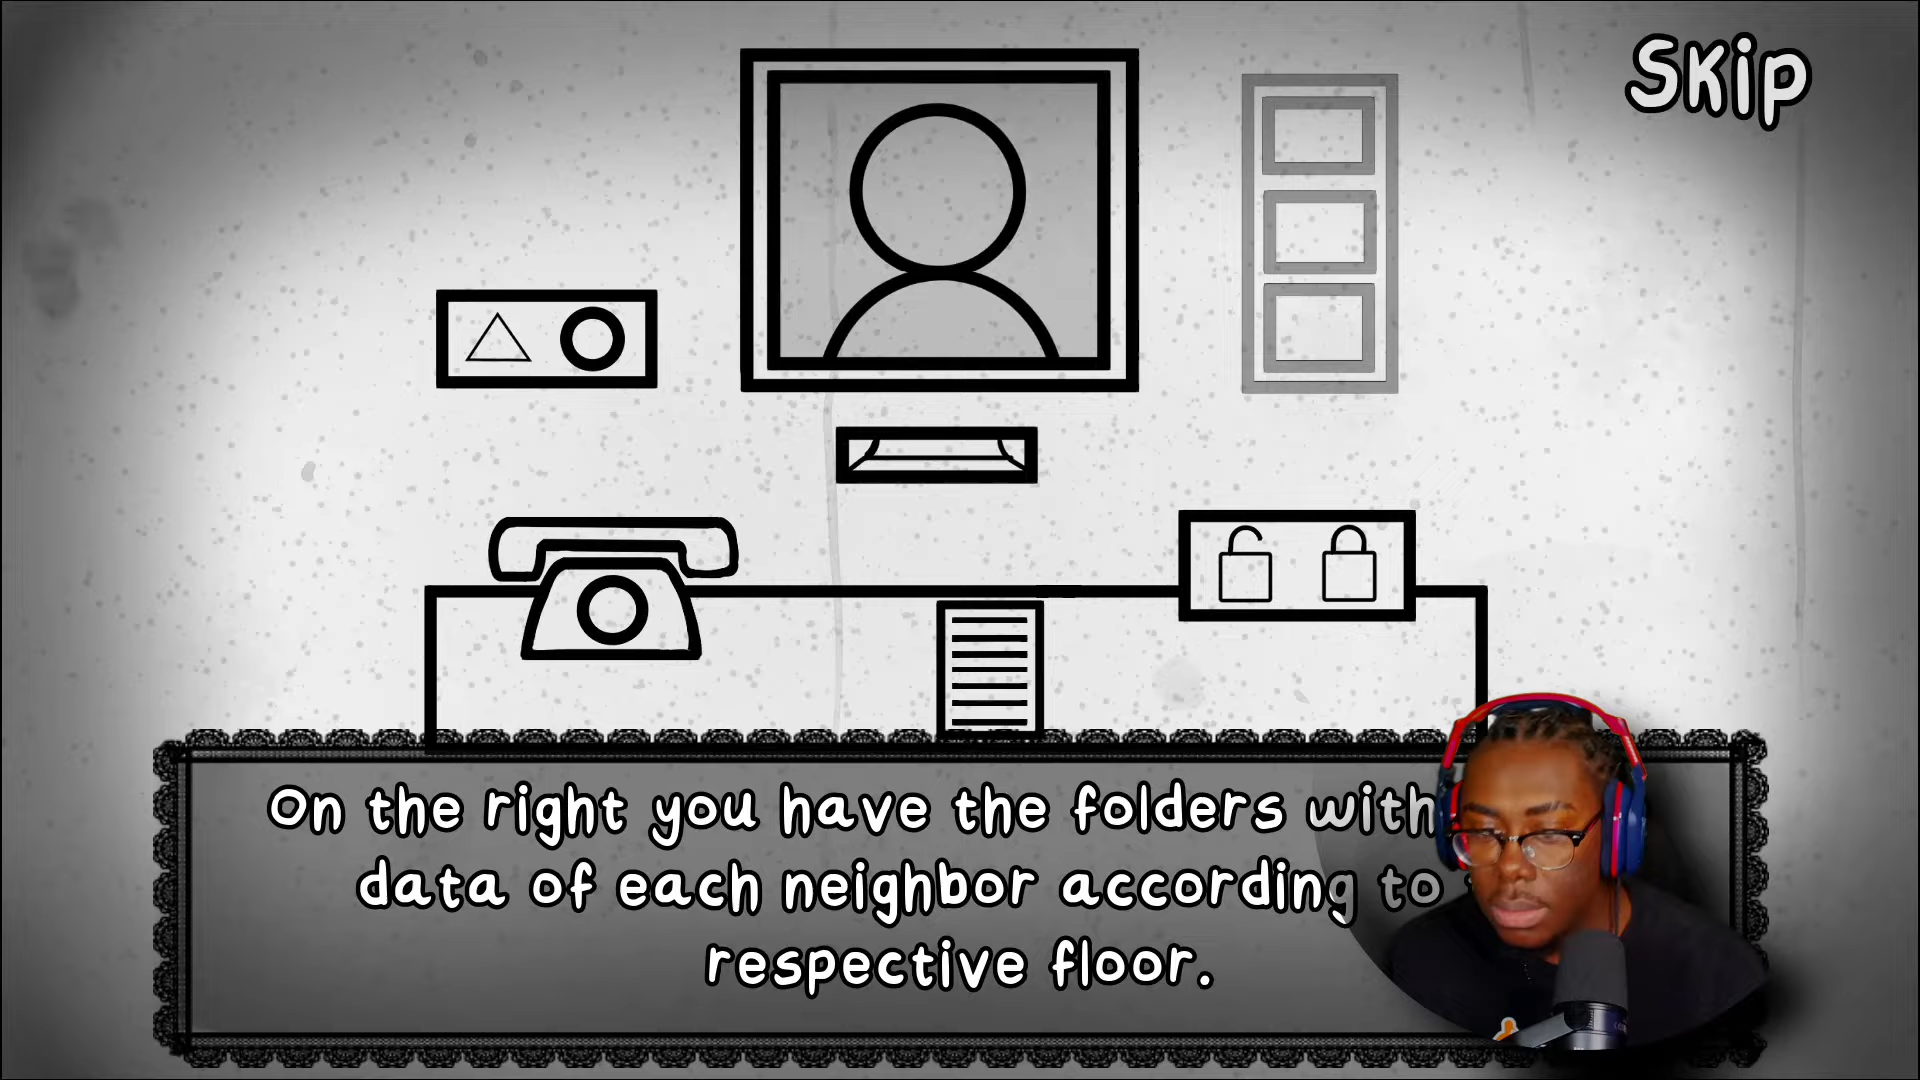 Skip
On the right you have the folders with
data of each neighbor according to
respective floor.